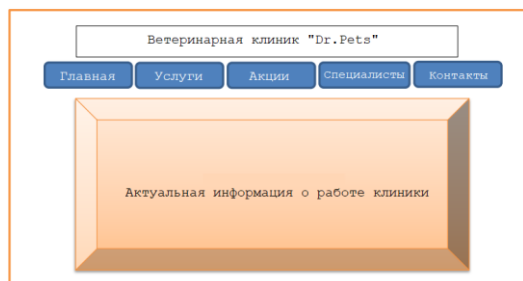 Ветеринарная клиник "Dr.Pets"
Главная Услуги Акции Специалисты Контакты
Актуальная информация о работе клиники